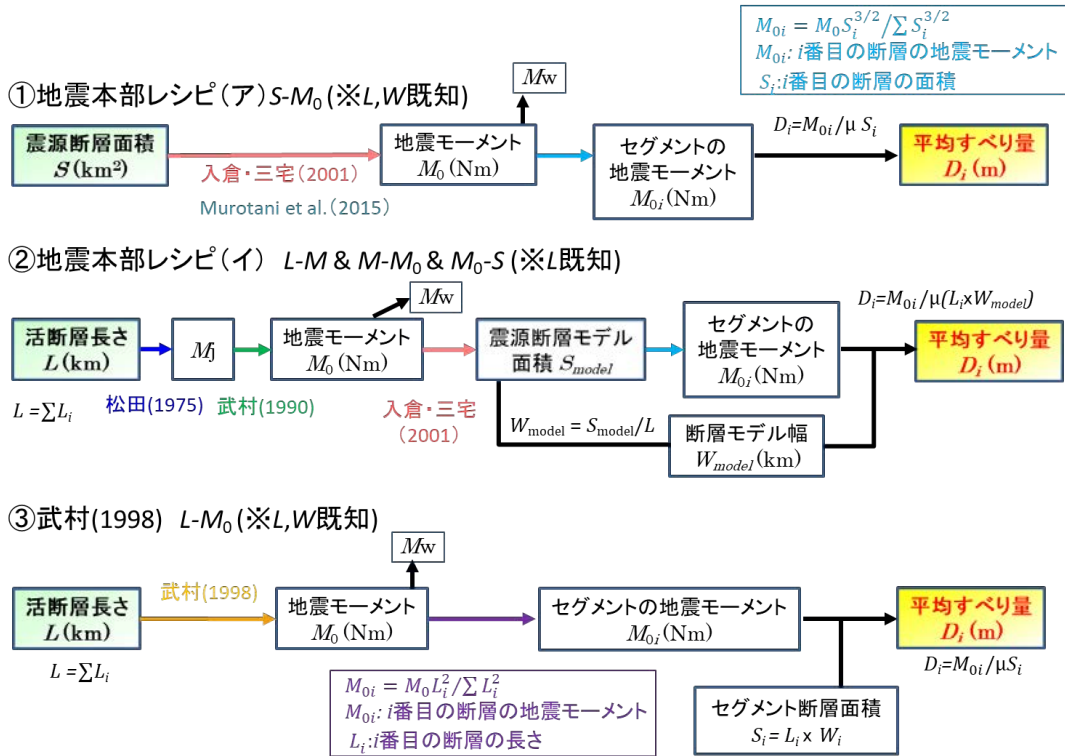 M₀ᵢ = M₀Sᵢ^{3/2}/∑ Sᵢ^{3/2}
M₀ᵢ: i番目の断層の地震モーメント
Sᵢ:i番目の断層の面積
①地震本部レシピ(ア)S-M₀(※L,W既知)
Mw
震源断層面積
S(km²)
入倉・三宅(2001)
Murotani et al.(2015)
地震モーメント
M₀(Nm)
セグメントの
地震モーメント
M₀ᵢ(Nm)
Dᵢ=M₀ᵢ/μ Sᵢ
平均すべり量
Dᵢ(m)
②地震本部レシピ(イ) L-M & M-M₀ & M₀-S (※L既知)
Mw
Dᵢ=M₀ᵢ/μ(LᵢxW_{model})
活断層長さ
L(km)
L =∑Lᵢ
松田(1975)
Mj
武村(1990)
地震モーメント
M₀(Nm)
入倉・三宅
(2001)
震源断層モデル
面積 S_{model}
セグメントの
地震モーメント
M₀ᵢ(Nm)
平均すべり量
Dᵢ(m)
W_{model} = S_{model}/L
断層モデル幅
W_{model}(km)
③武村(1998) L-M₀(※L,W既知)
Mw
活断層長さ
L(km)
L =∑Lᵢ
武村(1998)
地震モーメント
M₀(Nm)
セグメントの地震モーメント
M₀ᵢ(Nm)
平均すべり量
Dᵢ(m)
Dᵢ=M₀ᵢ/μSᵢ
M₀ᵢ = M₀Lᵢ²/∑ Lᵢ²
M₀ᵢ: i番目の断層の地震モーメント
Lᵢ:i番目の断層の長さ
セグメント断層面積
Sᵢ= Lᵢ x Wᵢ